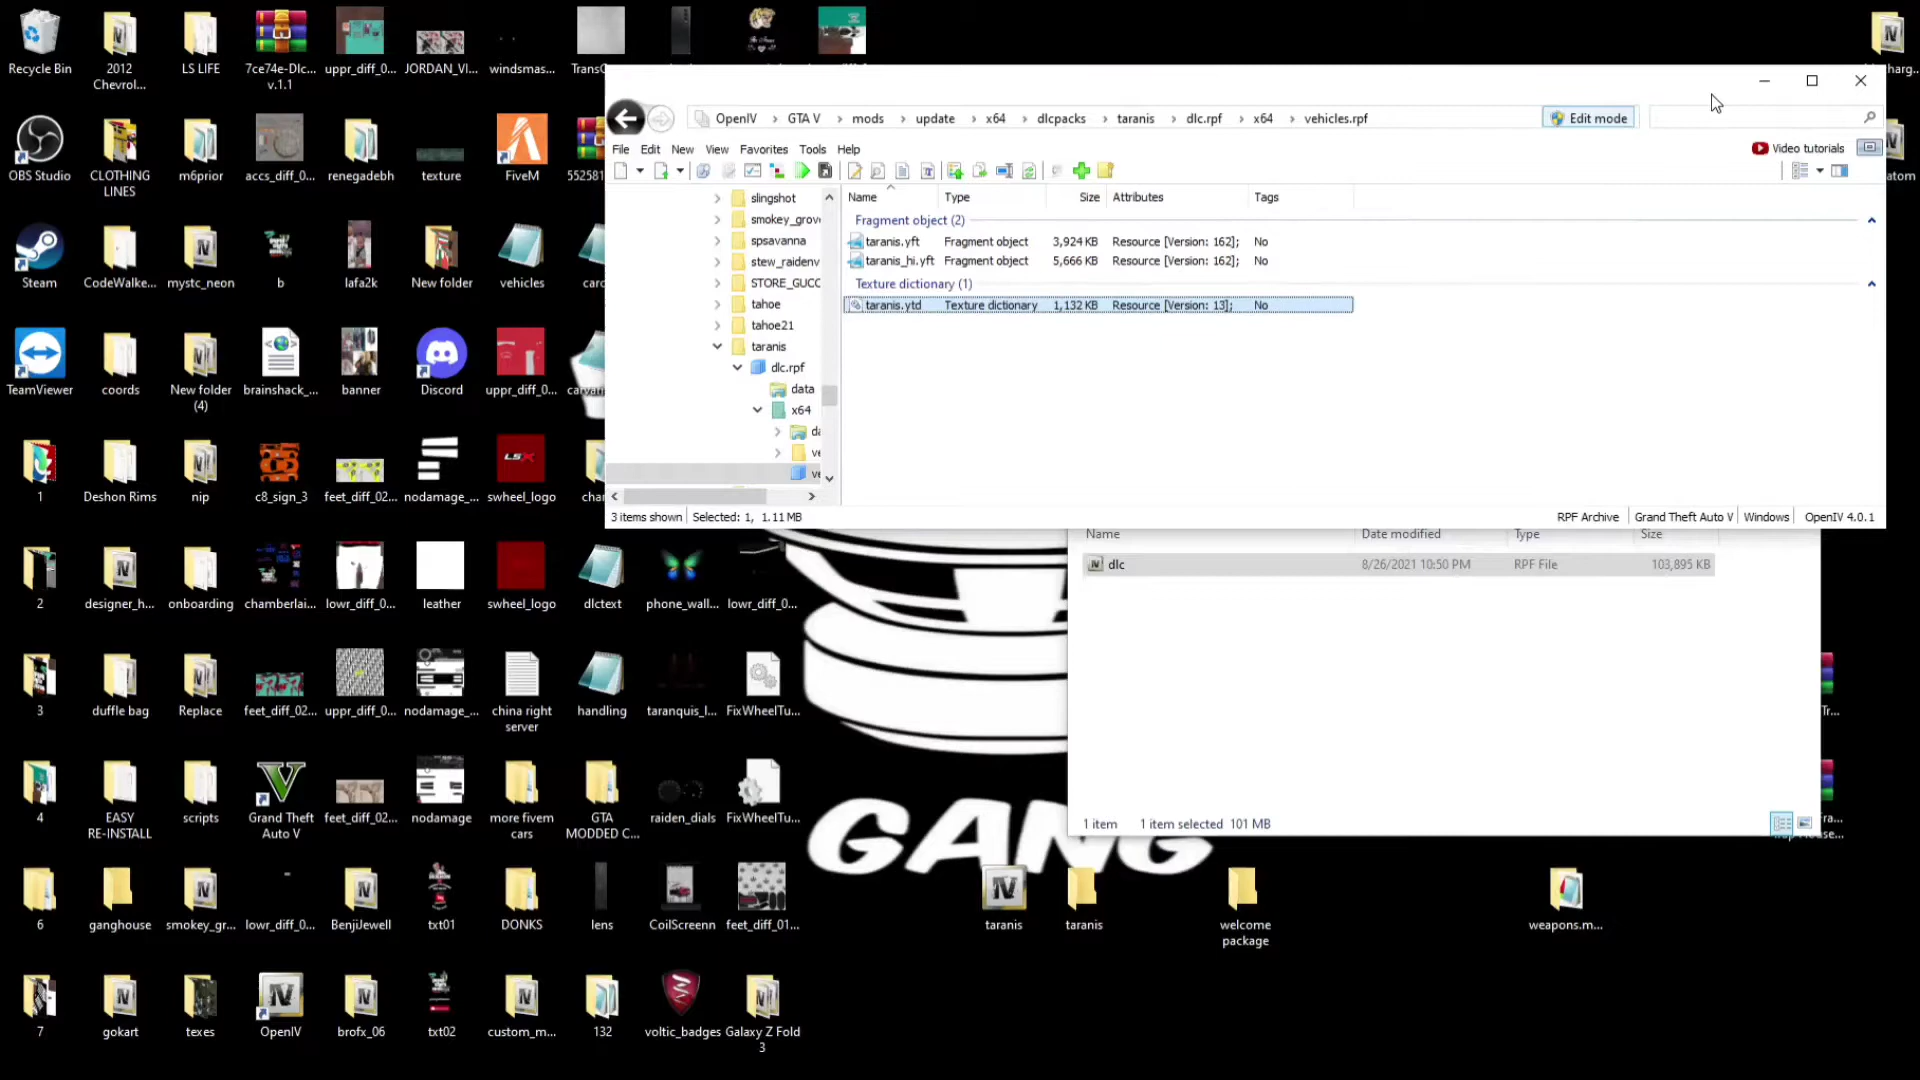 Recycle Bin
2012
Chevrol...
LS LIFE
7ce74e-Dlc...
v.1.1
uppr_diff_0...
JORDAN_VI...
windsmas...
OpenIV
GTA V
mods
update
x64
dlcpacks
taranis
dlc.rpf
x64
vehicles.rpf
Edit mode
File
Edit
New
View
Favorites
Tools
Help
Video tutorials
OBS Studio
CLOTHING
LINES
m6prior
accs_diff_0...
renegadebh
texture
FiveM
slingshot
smokey_grov
spsavanna
stew_raidenv
STORE_GUCC
tahoe
tahoe21
taranis
dlc.rpf
data
x64
Name
Type
Size
Attributes
Tags
Fragment object (2)
taranis.yft
Fragment object
3,924 KB
Resource [Version: 162];
No
taranis_hi.yft
Fragment object
5,666 KB
Resource [Version: 162];
No
Texture dictionary (1)
taranis.ytd
Texture dictionary
1,132 KB
Resource [Version: 13];
No
3 items shown
Selected: 1, 1.11 MB
RPF Archive
Grand Theft Auto V
Windows
OpenIV 4.0.1
Steam
CodeWalke...
mystc_neon
b
lafa2k
New folder
vehicles
TeamViewer
coords
New folder
(4)
brainshack_...
banner
Discord
uppr_diff_0...
1
Deshon Rims
nip
c8_sign_3
feet_diff_02...
nodamage_...
LSX
swheel_logo
Name
Date modified
Type
Size
dlc
8/26/2021 10:50 PM
RPF File
103,895 KB
1 item
1 item selected 101 MB
2
designer_h...
onboarding
chamberlai...
lowr_diff_0...
leather
swheel_logo
dlctext
phone_wall...
lowr_diff_0...
3
duffle bag
Replace
feet_diff_02...
uppr_diff_0...
nodamage_...
china right
server
handling
taranquis_l...
FixWheelTu...
4
EASY
RE-INSTALL
scripts
Grand Theft
Auto V
feet_diff_02...
nodamage
more fivem
cars
GTA
MODDED C...
raiden_dials
FixWheelTu...
GANG
6
ganghouse
smokey_gr...
lowr_diff_0...
BenjiJewell
txt01
DONKS
lens
CoilScreenn
feet_diff_01...
taranis
taranis
welcome
package
weapons.m...
7
gokart
texes
OpenIV
brofx_06
txt02
custom_m...
132
voltic_badges
Galaxy Z Fold
3